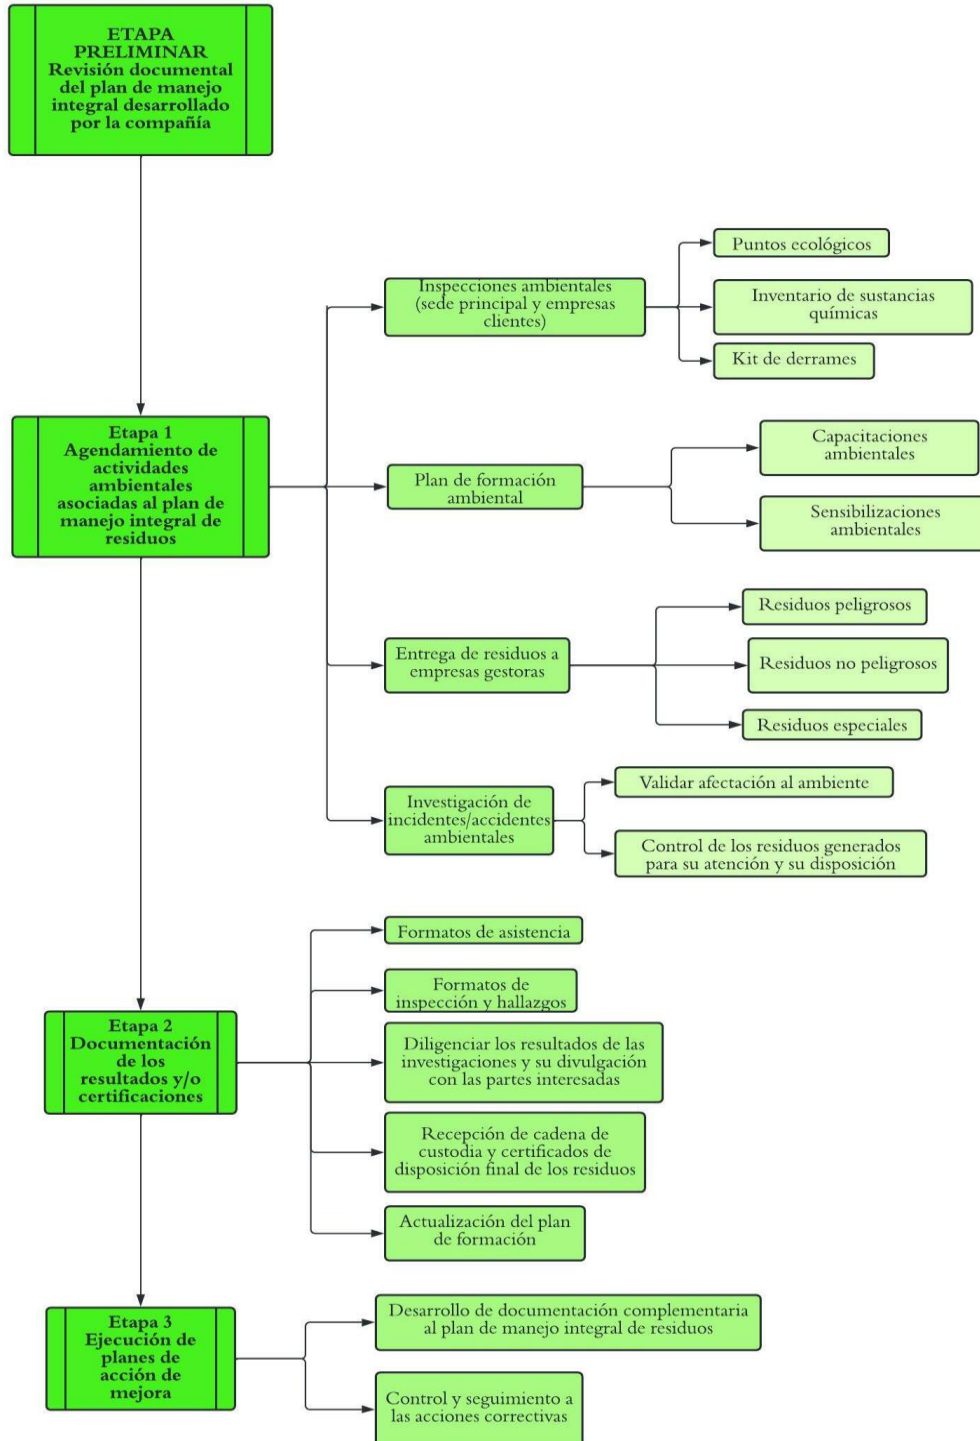 ETAPA
PRELIMINAR
Revisión documental
del plan de manejo
integral desarrollado
por la compañía
Puntos ecológicos
Inspecciones ambientales
(sede principal y empresas
clientes)
Inventario de sustancias
químicas
Kit de derrames
Etapa 1
Agendamiento de
actividades
ambientales
asociadas al plan de
manejo integral de
residuos
Plan de formación
ambiental
Capacitaciones
ambientales
Sensibilizaciones
ambientales
Entrega de residuos a
empresas gestoras
Residuos peligrosos
Residuos no peligrosos
Residuos especiales
Investigación de
incidentes/accidentes
ambientales
Validar afectación al ambiente
Control de los residuos generados
para su atención y su disposición
Etapa 2
Documentación
de los
resultados y/o
certificaciones
Formatos de asistencia
Formatos de
inspección y hallazgos
Diligenciar los resultados de las
investigaciones y su divulgación
con las partes interesadas
Recepción de cadena de
custodia y certificados de
disposición final de los residuos
Actualización del plan
de formación
Etapa 3
Ejecución de
planes de
acción de
mejora
Desarrollo de documentación complementaria
al plan de manejo integral de residuos
Control y seguimiento a
las acciones correctivas